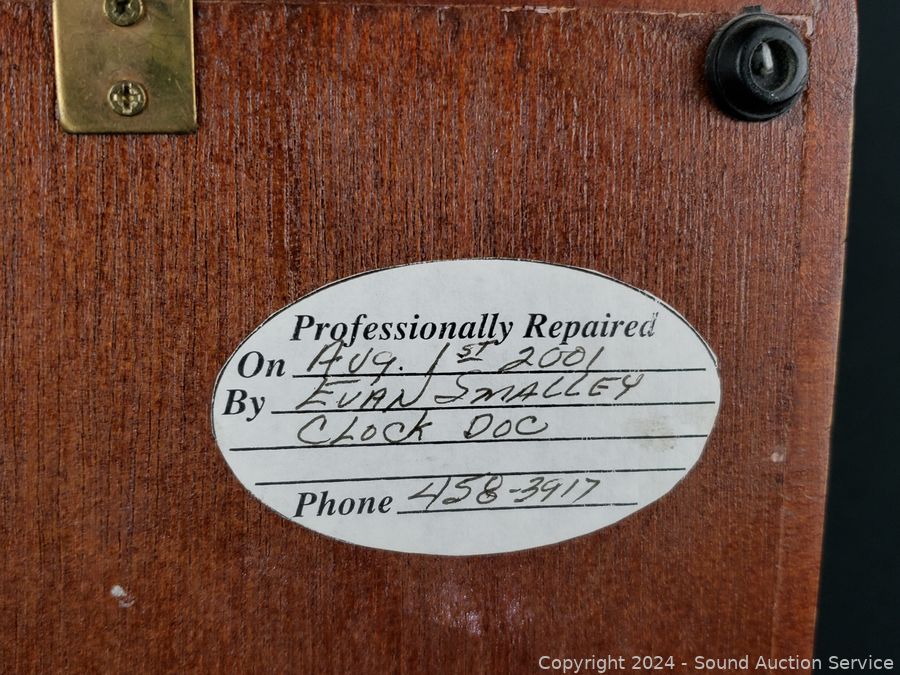 Professionally Repaired
On Aug. 1st 2001
By EVAN SMALLEY
CLOCK DOC
Phone 458-3917
Copyright 2024 - Sound Auction Service